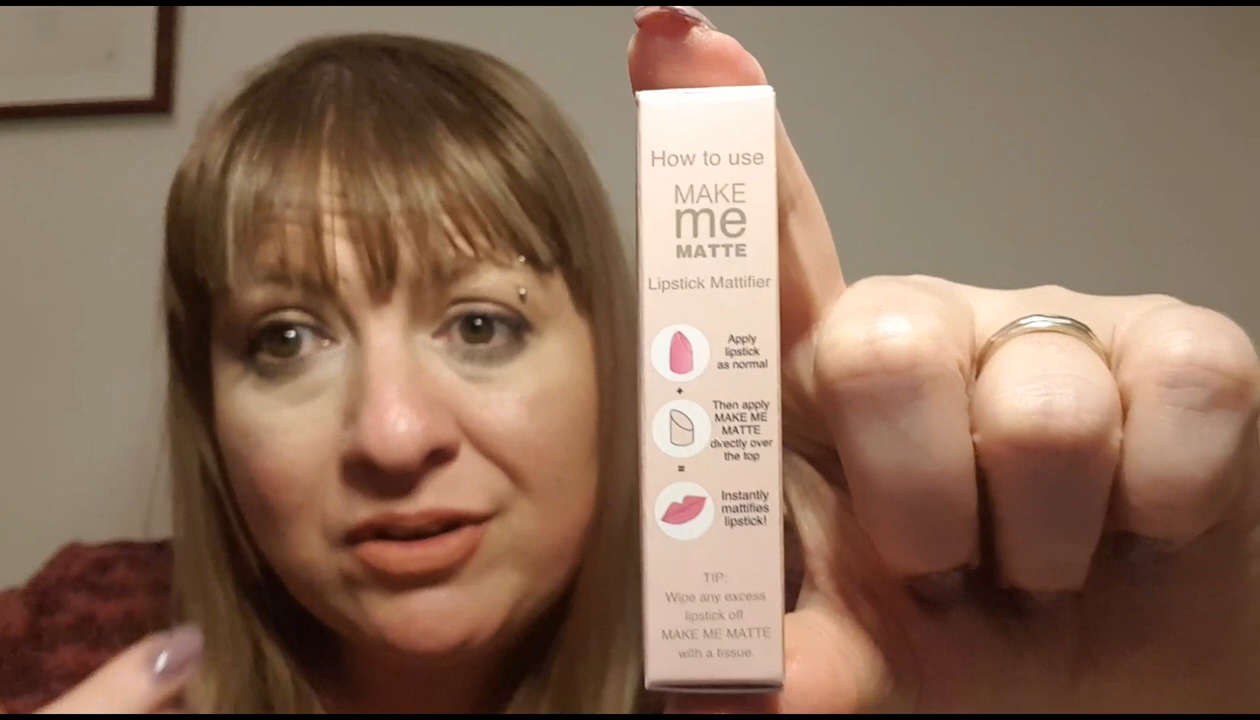 How to use
MAKE
me
MATTE
Lipstick Mattifier
Apply
lipstick
as normal
+
Then apply
MAKE ME
MATTE
directly over
the top
=
Instantly
mattifies
lipstick!
TIP:
Wipe any excess
lipstick off
MAKE ME MATTE
with a tissue.